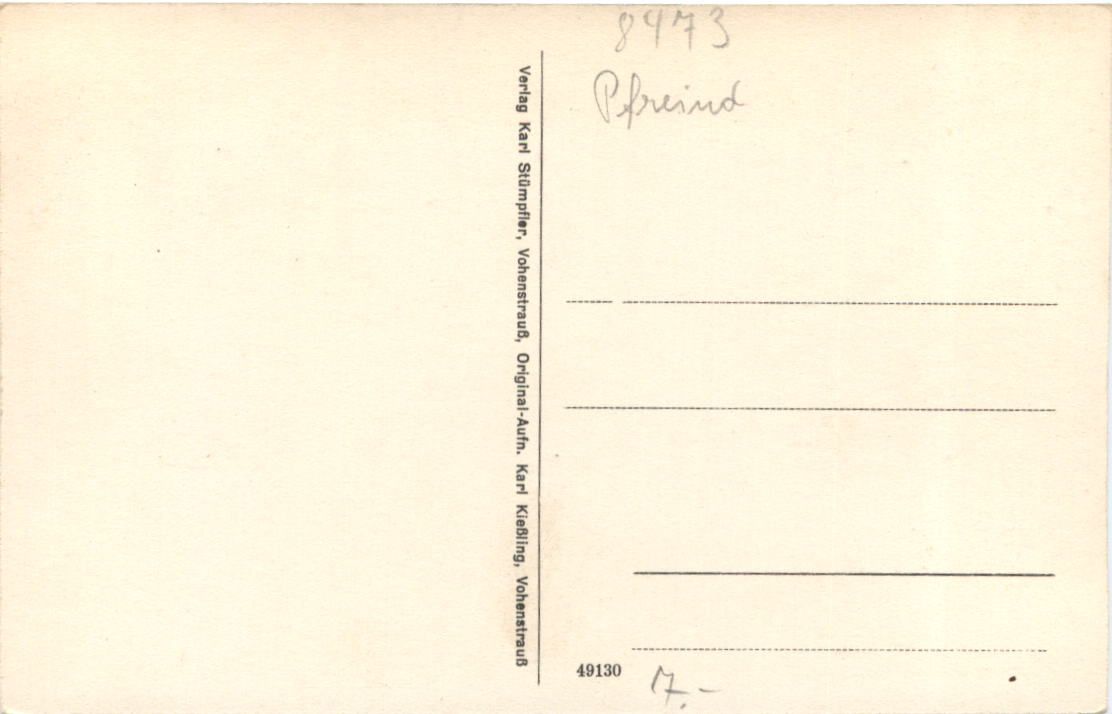 8473
Pfreimd
Verlag Karl Stümpfler, Vohenstrauß, Original-Aufn. Karl Kießling, Vohenstrauß
49130
17.-